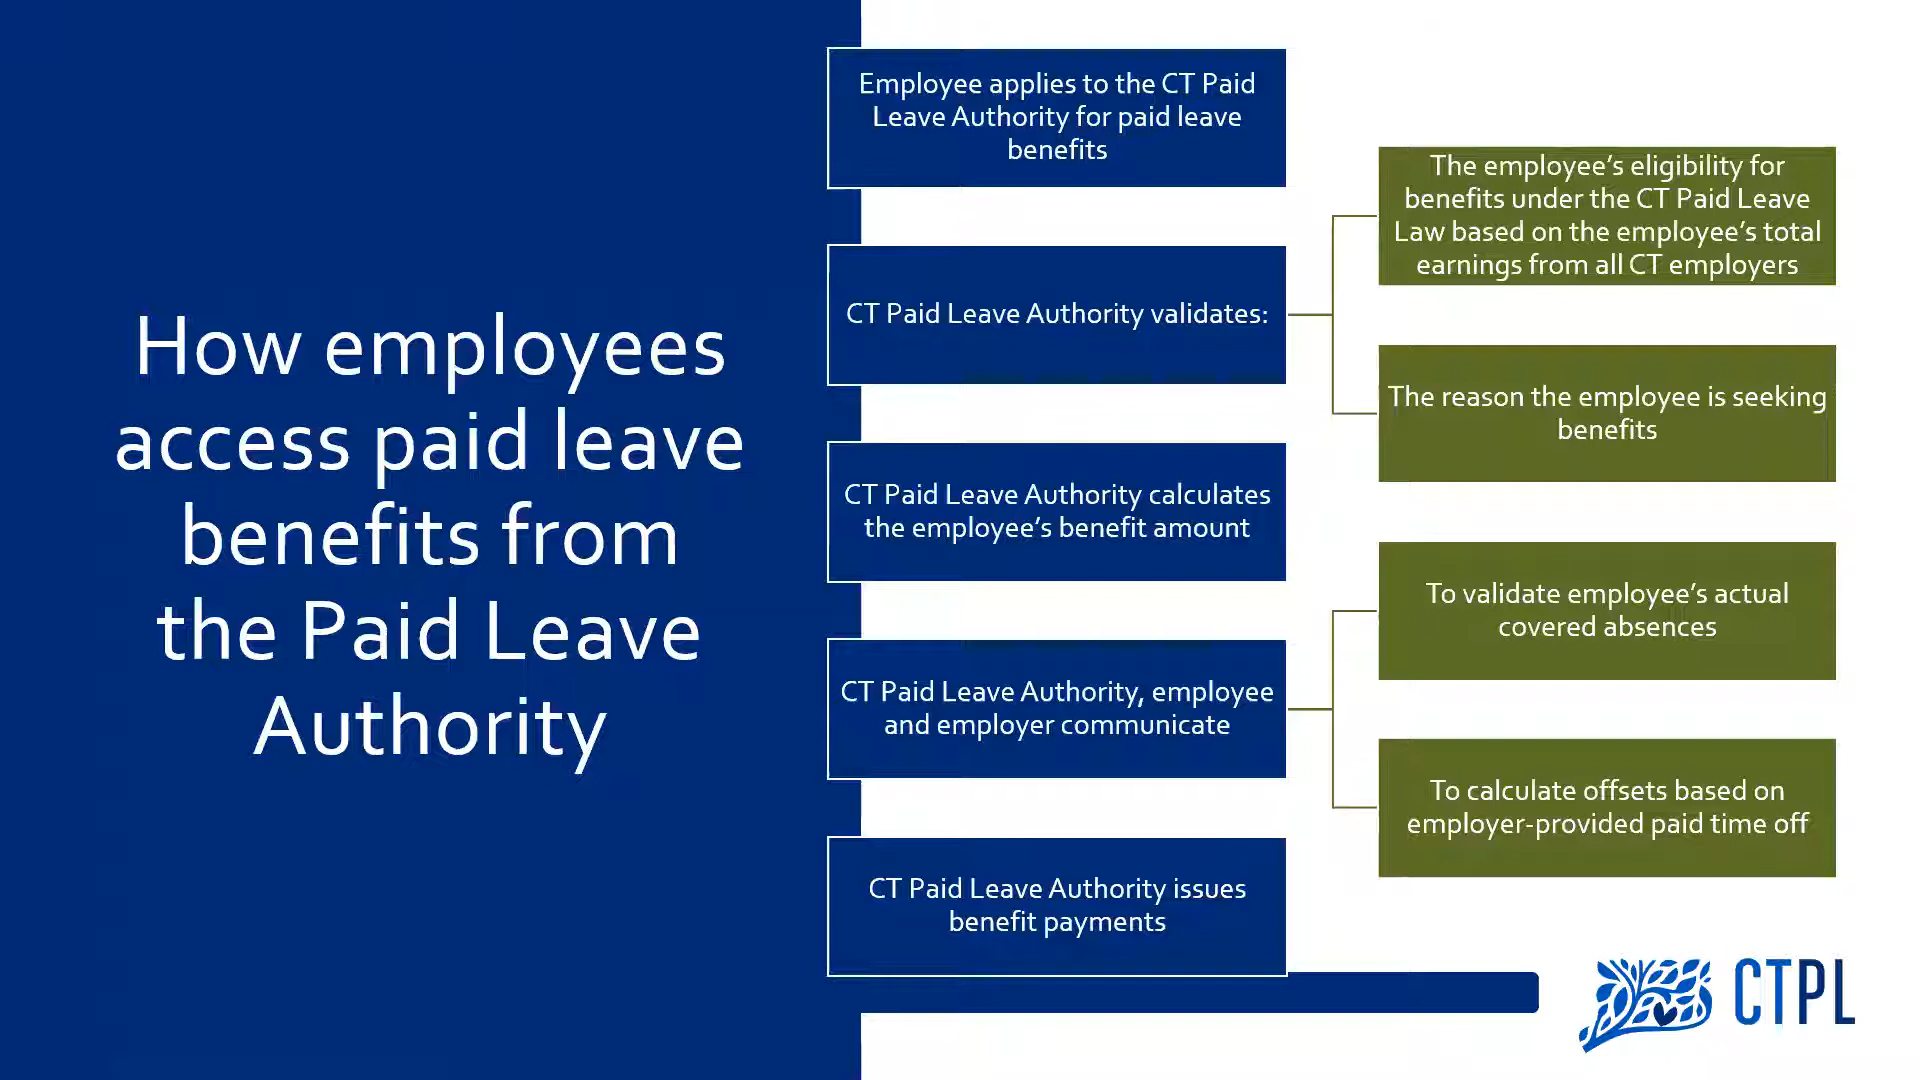 How employees
access paid leave
benefits from
the Paid Leave
Authority
Employee applies to the CT Paid
Leave Authority for paid leave
benefits
CT Paid Leave Authority validates:
The employee’s eligibility for
benefits under the CT Paid Leave
Law based on the employee’s total
earnings from all CT employers
The reason the employee is seeking
benefits
CT Paid Leave Authority calculates
the employee’s benefit amount
CT Paid Leave Authority, employee
and employer communicate
To validate employee’s actual
covered absences
To calculate offsets based on
employer-provided paid time off
CT Paid Leave Authority issues
benefit payments
CTPL